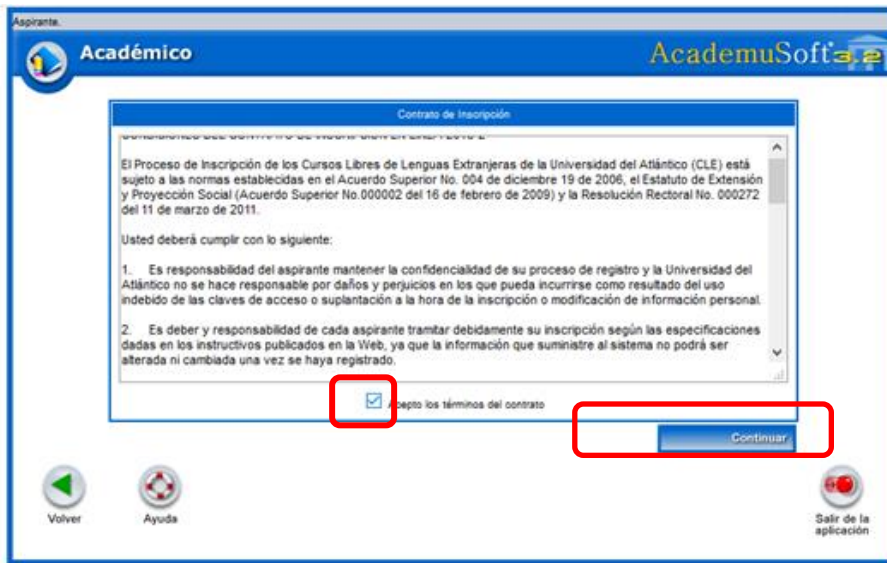 Aspirante.
Académico
AcademuSoft 3.2
Contrato de Inscripción
El Proceso de Inscripción de los Cursos Libres de Lenguas Extranjeras de la Universidad del Atlántico (CLE) está
sujeto a las normas establecidas en el Acuerdo Superior No. 004 de diciembre 19 de 2006, el Estatuto de Extensión
y Proyección Social (Acuerdo Superior No.000002 del 16 de febrero de 2009) y la Resolución Rectoral No. 000272
del 11 de marzo de 2011.
Usted deberá cumplir con lo siguiente:
1. Es responsabilidad del aspirante mantener la confidencialidad de su proceso de registro y la Universidad del
Atlántico no se hace responsable por daños y perjuicios en los que pueda incurrirse como resultado del uso
indebido de las claves de acceso o suplantación a la hora de la inscripción o modificación de información personal.
2. Es deber y responsabilidad de cada aspirante tramitar debidamente su inscripción según las especificaciones
dadas en los instructivos publicados en la Web, ya que la información que suministre al sistema no podrá ser
alterada ni cambiada una vez se haya registrado.
Acepto los términos del contrato
Continuar
Volver
Ayuda
Salir de la
aplicación